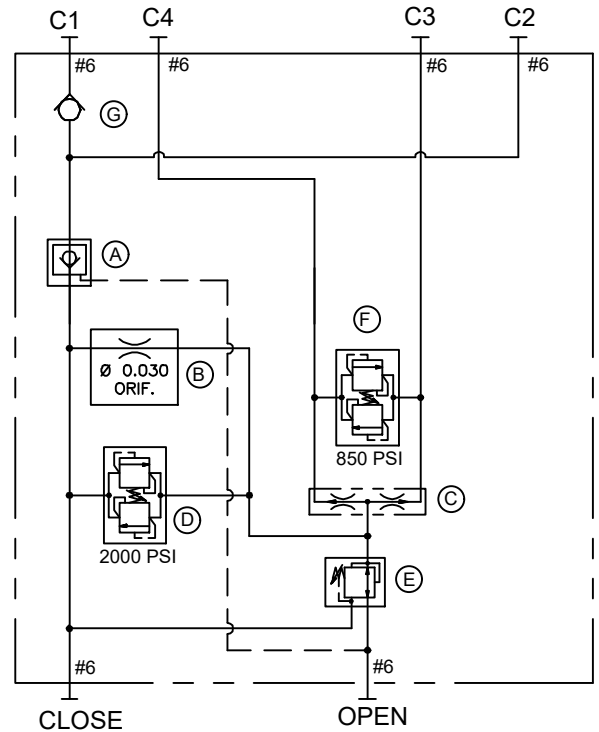 C1 C4 C3 C2
#6 #6 #6 #6
G
A
F
Ø 0.030
ORIF.
B
850 PSI
C
D
2000 PSI
E
#6 #6
CLOSE OPEN